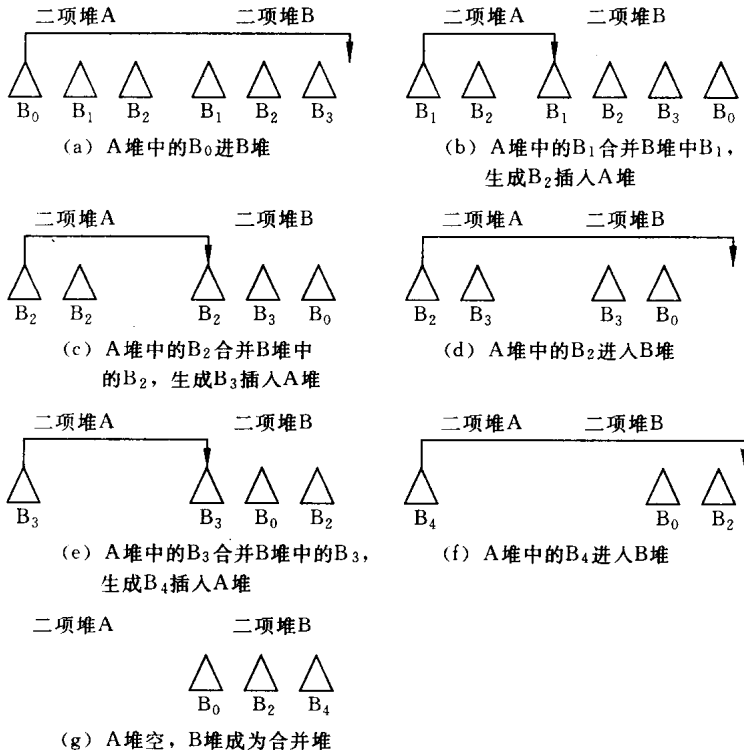 二项堆A 二项堆B
B₀ B₁ B₂ B₁ B₂ B₃
(a) A堆中的B₀进B堆
二项堆A 二项堆B
B₁ B₂ B₁ B₂ B₃ B₀
(b) A堆中的B₁合并B堆中B₁,
生成B₂插入A堆
二项堆A 二项堆B
B₂ B₂ B₂ B₃ B₀
(c) A堆中的B₂合并B堆中
的B₂, 生成B₃插入A堆
二项堆A 二项堆B
B₂ B₃ B₃ B₀
(d) A堆中的B₂进入B堆
二项堆A 二项堆B
B₃ B₃ B₀ B₂
(e) A堆中的B₃合并B堆中的B₃,
生成B₄插入A堆
二项堆A 二项堆B
B₄ B₀ B₂
(f) A堆中的B₄进入B堆
二项堆A 二项堆B
B₀ B₂ B₄
(g) A堆空, B堆成为合并堆